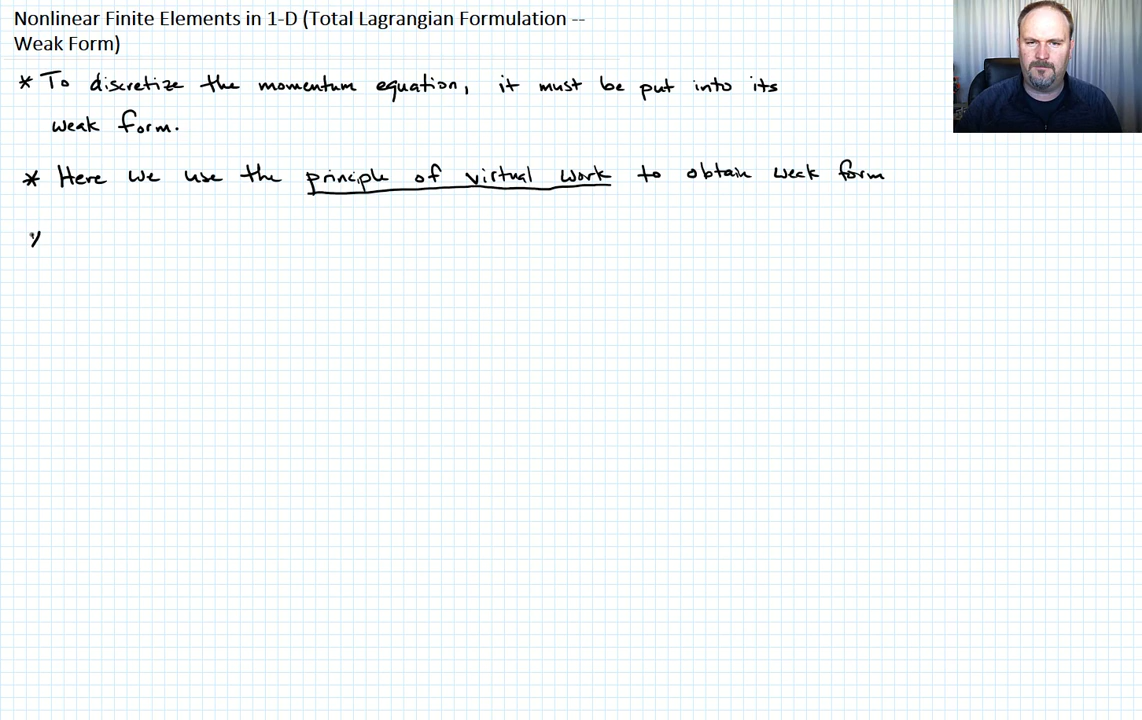 Nonlinear Finite Elements in 1-D (Total Lagrangian Formulation --
Weak Form)
* To discretize the momentum equation, it must be put into its
weak form.
* Here we use the principle of virtual work to obtain weak form